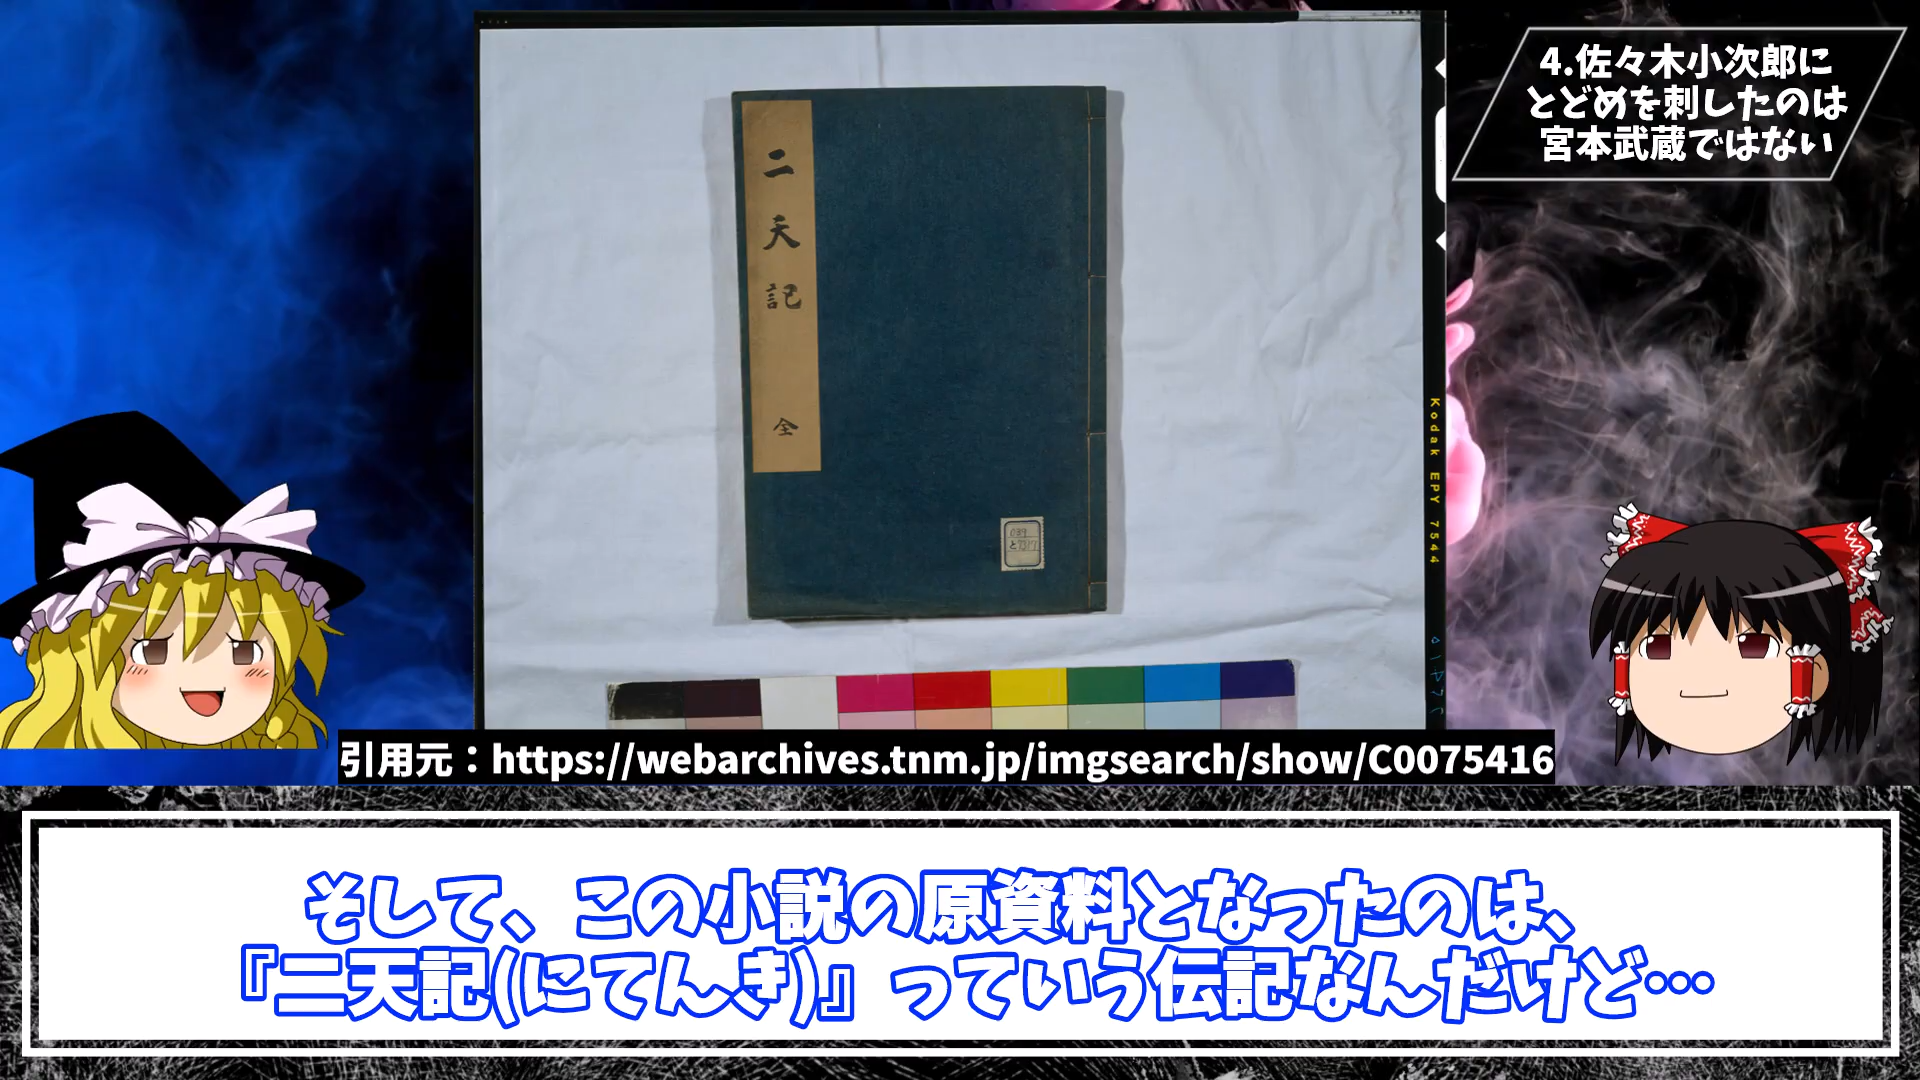 4.佐々木小次郎に
とどめを刺したのは
宮本武蔵ではない
二天記 全
Kodak EPY 7544
引用元：https://webarchives.tnm.jp/imgsearch/show/C0075416
そして、この小説の原資料となったのは、
『二天記(にてんき)』っていう伝記なんだけど…